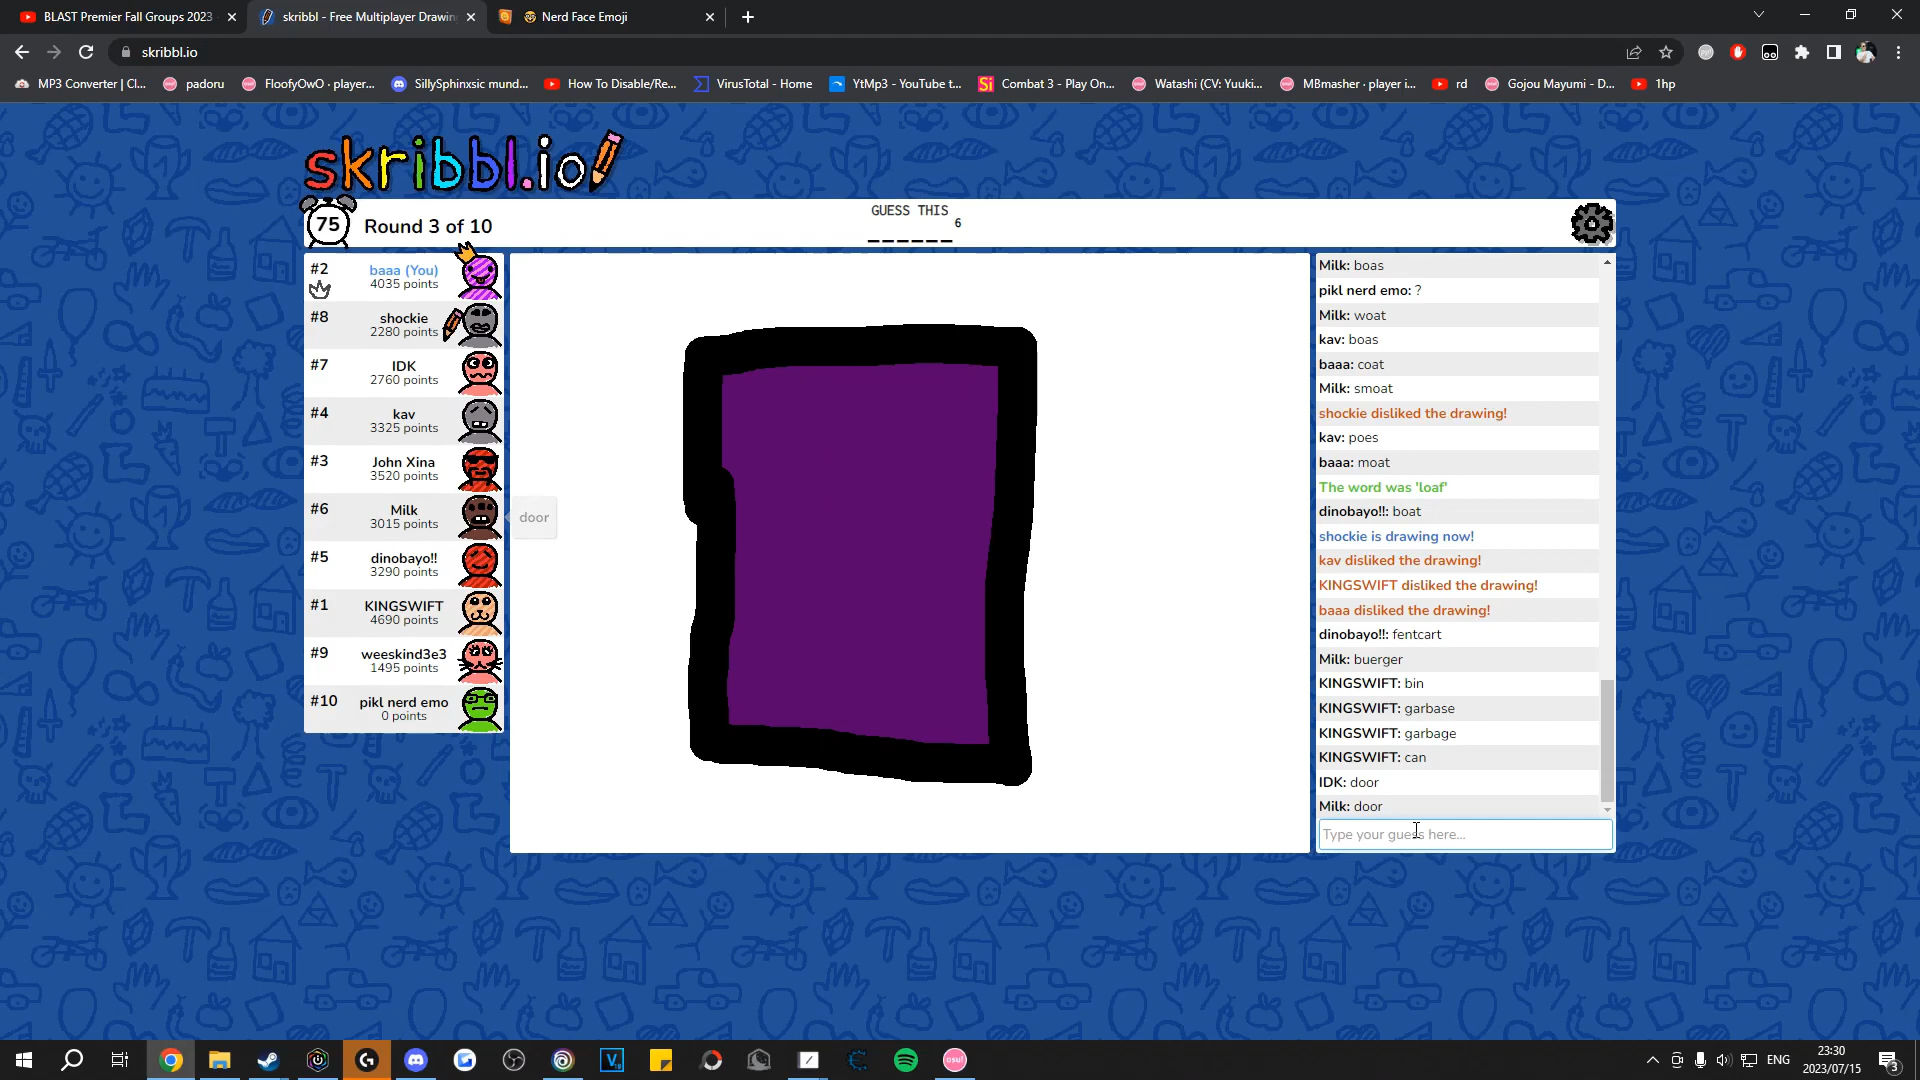 BLAST Premier Fall Groups 2023
skribbl - Free Multiplayer Drawin
Nerd Face Emoji
skribbl.io
MP3 Converter | Cl...
padoru
FloofyOwO · player...
SillySphinxsic mund...
How To Disable/Re...
VirusTotal - Home
YtMp3 - YouTube t...
Combat 3 - Play On...
Watashi (CV: Yuuki...
MBmasher · player i...
rd
Gojou Mayumi - D...
1hp
skribbl.io
75
Round 3 of 10
GUESS THIS
______ 6
#2
baaa (You)
4035 points
#8
shockie
2280 points
#7
IDK
2760 points
#4
kav
3325 points
#3
John Xina
3520 points
#6
Milk
3015 points
door
#5
dinobayo!!
3290 points
#1
KINGSWIFT
4690 points
#9
weeskind3e3
1495 points
#10
pikl nerd emo
0 points
Milk: boas
pikl nerd emo: ?
Milk: woat
kav: boas
baaa: coat
Milk: smoat
shockie disliked the drawing!
kav: poes
baaa: moat
The word was 'loaf'
dinobayo!!: boat
shockie is drawing now!
kav disliked the drawing!
KINGSWIFT disliked the drawing!
baaa disliked the drawing!
dinobayo!!: fentcart
Milk: buerger
KINGSWIFT: bin
KINGSWIFT: garbase
KINGSWIFT: garbage
KINGSWIFT: can
IDK: door
Milk: door
Type your guess here...
ENG
23:30
2023/07/15
3
osu!